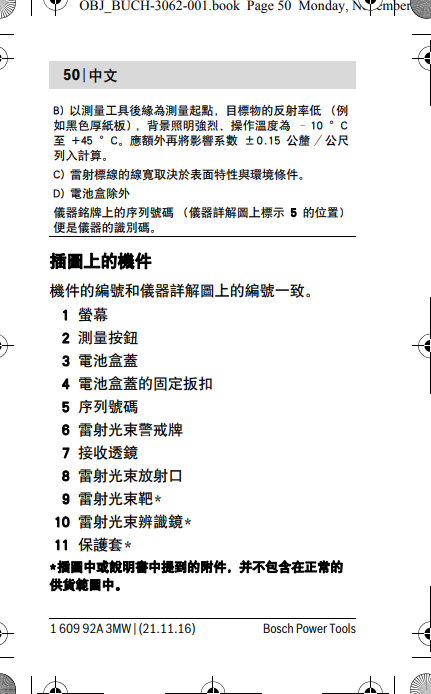 OBJ_BUCH-3062-001.book Page 50 Monday, N ember
50 | 中文
B) 以測量工具後緣為測量起點，目標物的反射率低 （例
如黑色厚紙板），背景照明強烈、操作溫度為 – 10 ° C
至 +45 ° C。應額外再將影響系數 ±0.15 公釐／公尺
列入計算。
C) 雷射標線的線寬取決於表面特性與環境條件。
D) 電池盒除外
儀器銘牌上的序列號碼 （儀器詳解圖上標示 5 的位置）
便是儀器的識別碼。
插圖上的機件
機件的編號和儀器詳解圖上的編號一致。
1 螢幕
2 測量按鈕
3 電池盒蓋
4 電池盒蓋的固定扳扣
5 序列號碼
6 雷射光束警戒牌
7 接收透鏡
8 雷射光束放射口
9 雷射光束靶*
10 雷射光束辨識鏡*
11 保護套*
*插圖中或說明書中提到的附件，并不包含在正常的
供貨範圍中。
1 609 92A 3MW | (21.11.16) Bosch Power Tools